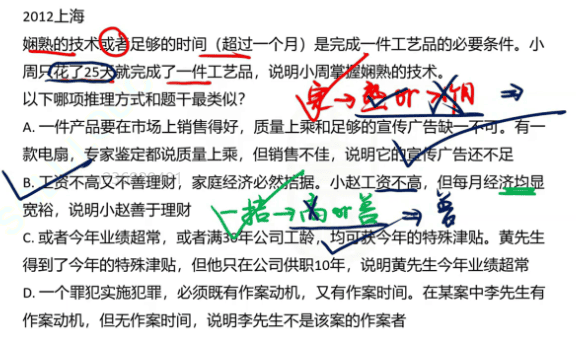 2012上海
娴熟的技术或者足够的时间（超过一个月）是完成一件工艺品的必要条件。小
周只花了25天就完成了一件工艺品，说明小周掌握娴熟的技术。
以下哪项推理方式和题干最类似？
完→熟 or >月 ⇒
A. 一件产品要在市场上销售得好，质量上乘和足够的宣传广告缺一不可。有一
款电扇，专家鉴定都说质量上乘，但销售不佳，说明它的宣传广告还不足
B. 工资不高又不善理财，家庭经济必然拮据。小赵工资不高，但每月经济均显
宽裕，说明小赵善于理财
一拮→高 or 善 ⇒ 善
C. 或者今年业绩超常，或者满30年公司工龄，均可获今年的特殊津贴。黄先生
得到了今年的特殊津贴，但他只在公司供职10年，说明黄先生今年业绩超常
D. 一个罪犯实施犯罪，必须既有作案动机，又有作案时间。在某案中李先生有
作案动机，但无作案时间，说明李先生不是该案的作案者